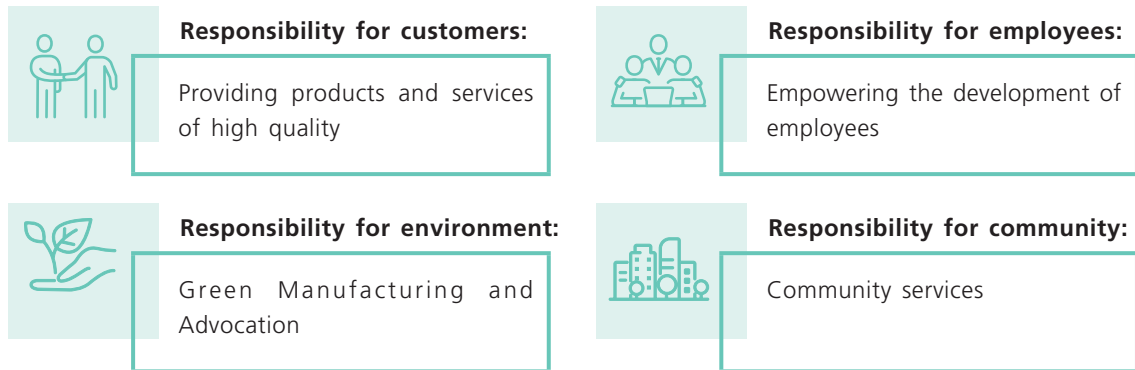 Responsibility for customers:
Providing products and services
of high quality
Responsibility for employees:
Empowering the development of
employees
Responsibility for environment:
Green Manufacturing and
Advocation
Responsibility for community:
Community services